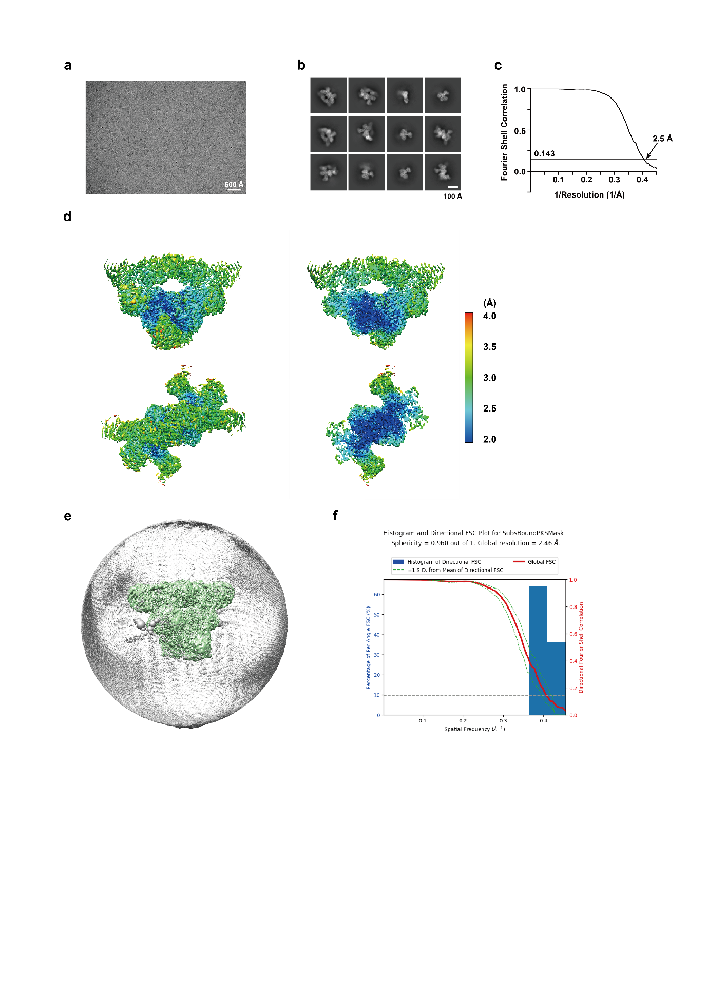 a
500 Å
b
100 Å
c
Fourier Shell Correlation
1.0
0.5
0.0
0.143
2.5 Å
0.1 0.2 0.3 0.4
1/Resolution (1/Å)
d
(Å)
4.0
3.5
3.0
2.5
2.0
e
f
Histogram and Directional FSC Plot for SubsBoundPKSMask
Sphericity = 0.960 out of 1. Global resolution = 2.46 Å.
Histogram of Directional FSC Global FSC
±1 S.D. from Mean of Directional FSC
Percentage of Per Angle FSC (%)
60
50
40
30
20
10
0
1.0
0.8
0.6
0.4
0.2
0.0
Directional Fourier Shell Correlation
0.1 0.2 0.3 0.4
Spatial Frequency (Å⁻¹)